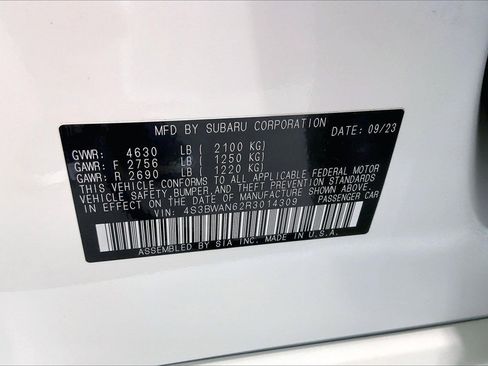 MFD BY SUBARU CORPORATION DATE: 09/23
GVWR: 4630 LB ( 2100 KG)
GAWR: F 2756 LB ( 1250 KG)
GAWR: R 2690 LB ( 1220 KG)
THIS VEHICLE CONFORMS TO ALL APPLICABLE FEDERAL MOTOR
VEHICLE SAFETY,BUMPER,AND THEFT PREVENTION STANDARDS
IN EFFECT ON THE DATE OF MANUFACTURE SHOWN ABOVE.
VIN: 4S3BWAN62R3014309 PASSENGER CAR
ASSEMBLED BY SIA INC. MADE IN U.S.A.